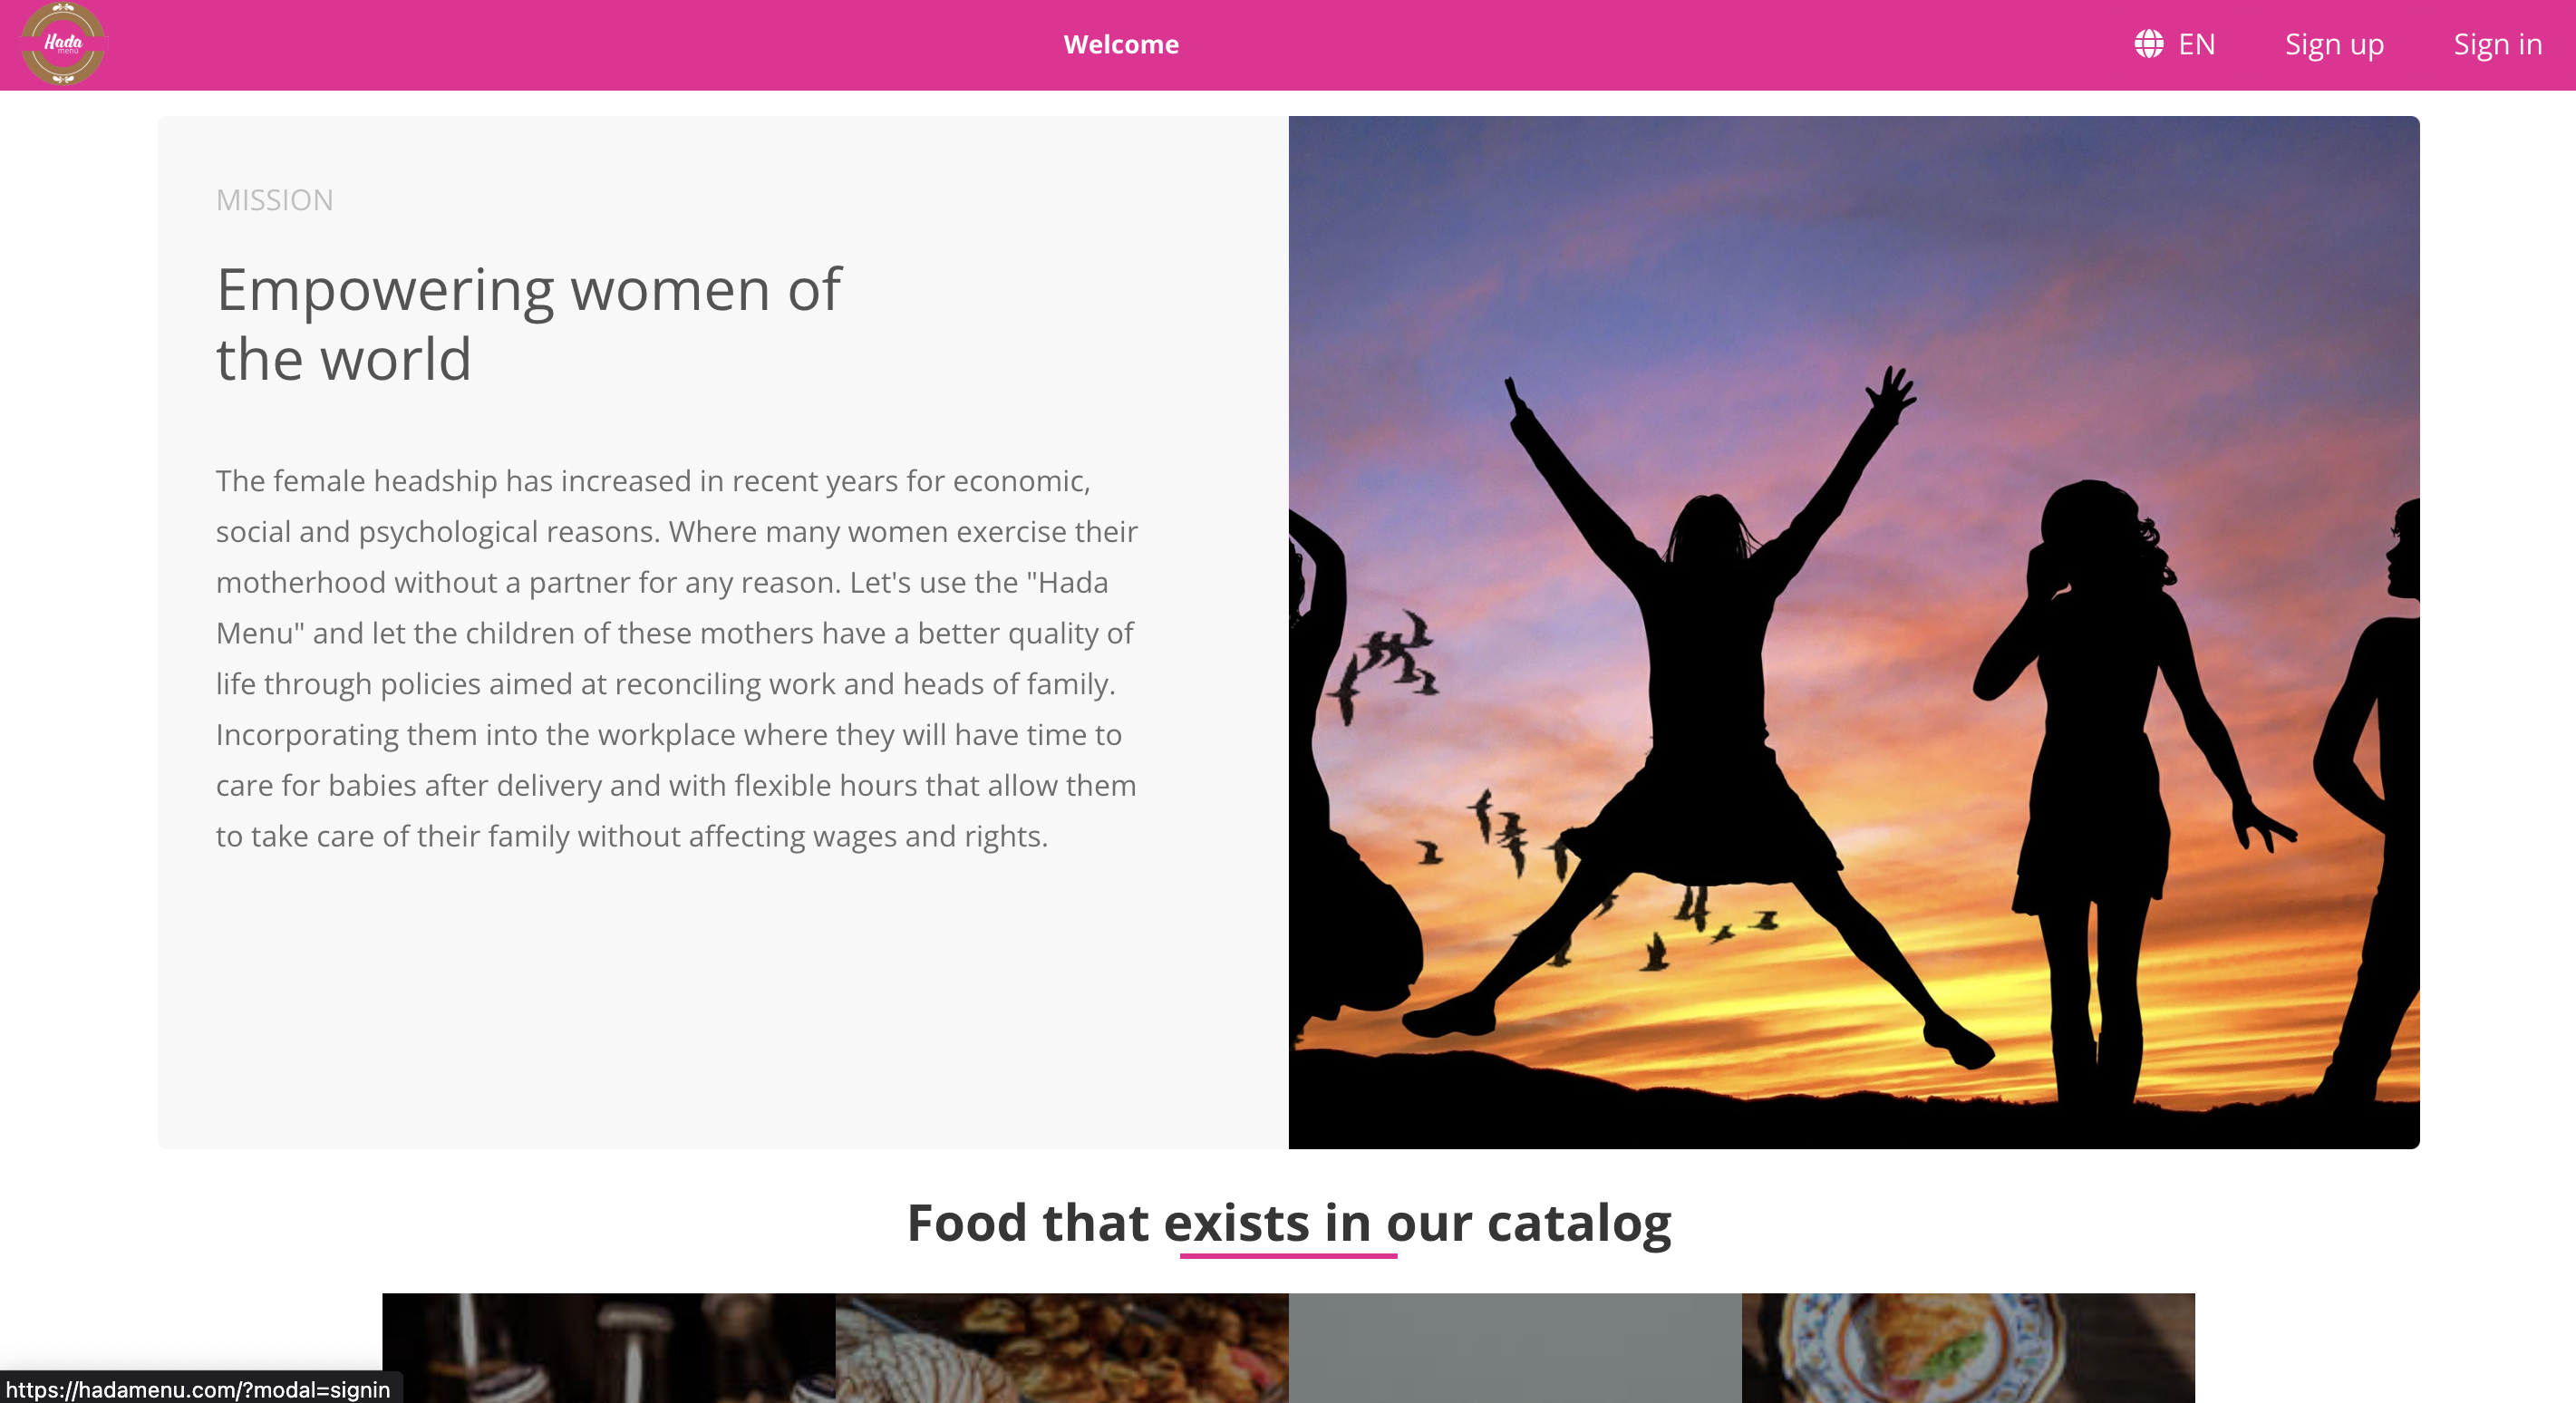 Hada
menu
Welcome
EN
Sign up
Sign in
MISSION
Empowering women of
the world
The female headship has increased in recent years for economic,
social and psychological reasons. Where many women exercise their
motherhood without a partner for any reason. Let's use the "Hada
Menu" and let the children of these mothers have a better quality of
life through policies aimed at reconciling work and heads of family.
Incorporating them into the workplace where they will have time to
care for babies after delivery and with flexible hours that allow them
to take care of their family without affecting wages and rights.
Food that exists in our catalog
https://hadamenu.com/?modal=signin